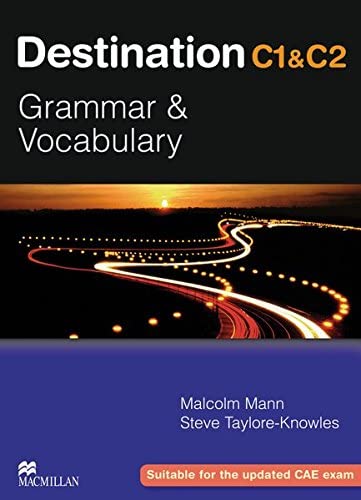 Destination C1&C2
Grammar &
Vocabulary
Malcolm Mann
Steve Taylore-Knowles
MACMILLAN
Suitable for the updated CAE exam